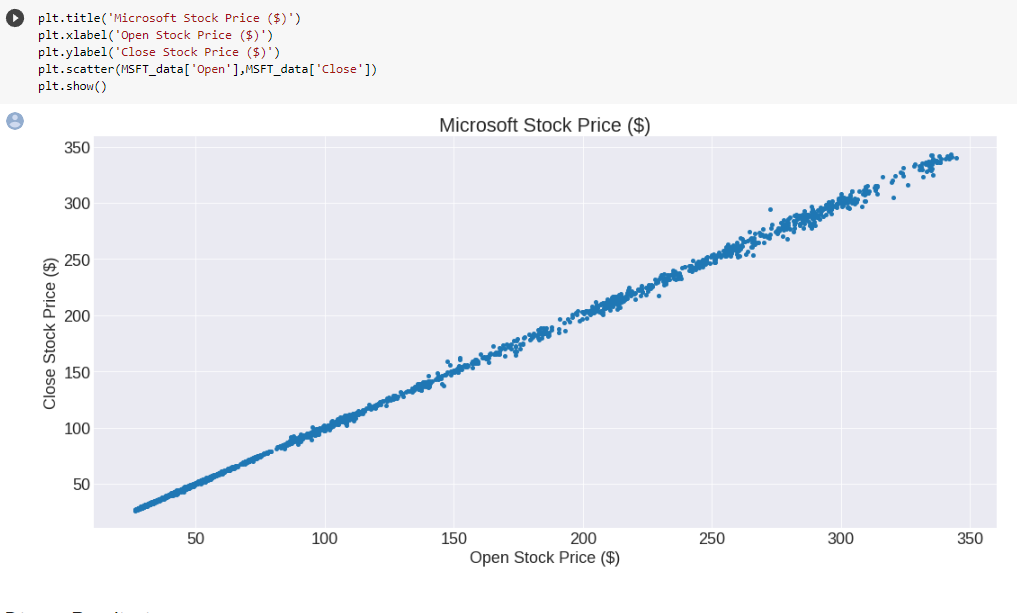 plt.title('Microsoft Stock Price ($)')
plt.xlabel('Open Stock Price ($)')
plt.ylabel('Close Stock Price ($)')
plt.scatter(MSFT_data['Open'],MSFT_data['Close'])
plt.show()
Microsoft Stock Price ($)
350
300
250
200
150
100
50
Close Stock Price ($)
50 100 150 200 250 300 350
Open Stock Price ($)